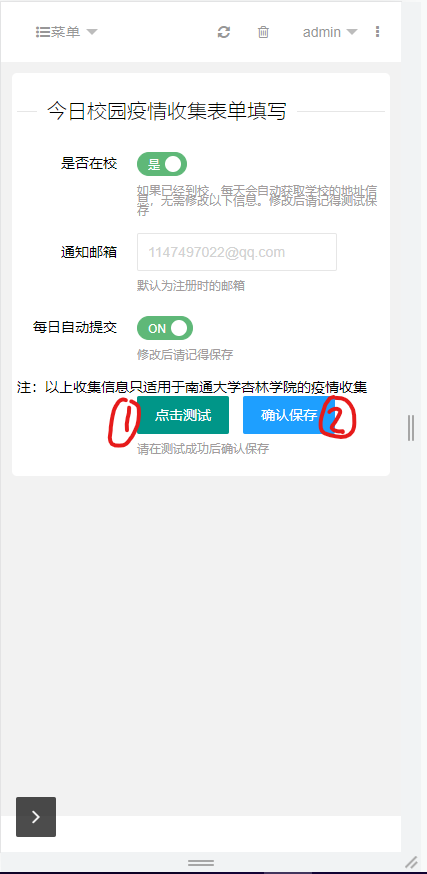 菜单 admin
今日校园疫情收集表单填写
是否在校 是
如果已经到校，每天会自动获取学校的地址信
息，无需修改以下信息。修改后请记得测试保
存
通知邮箱 1147497022@qq.com
默认为注册时的邮箱
每日自动提交 ON
修改后请记得保存
注：以上收集信息只适用于南通大学杏林学院的疫情收集
1 点击测试 确认保存 2
请在测试成功后确认保存